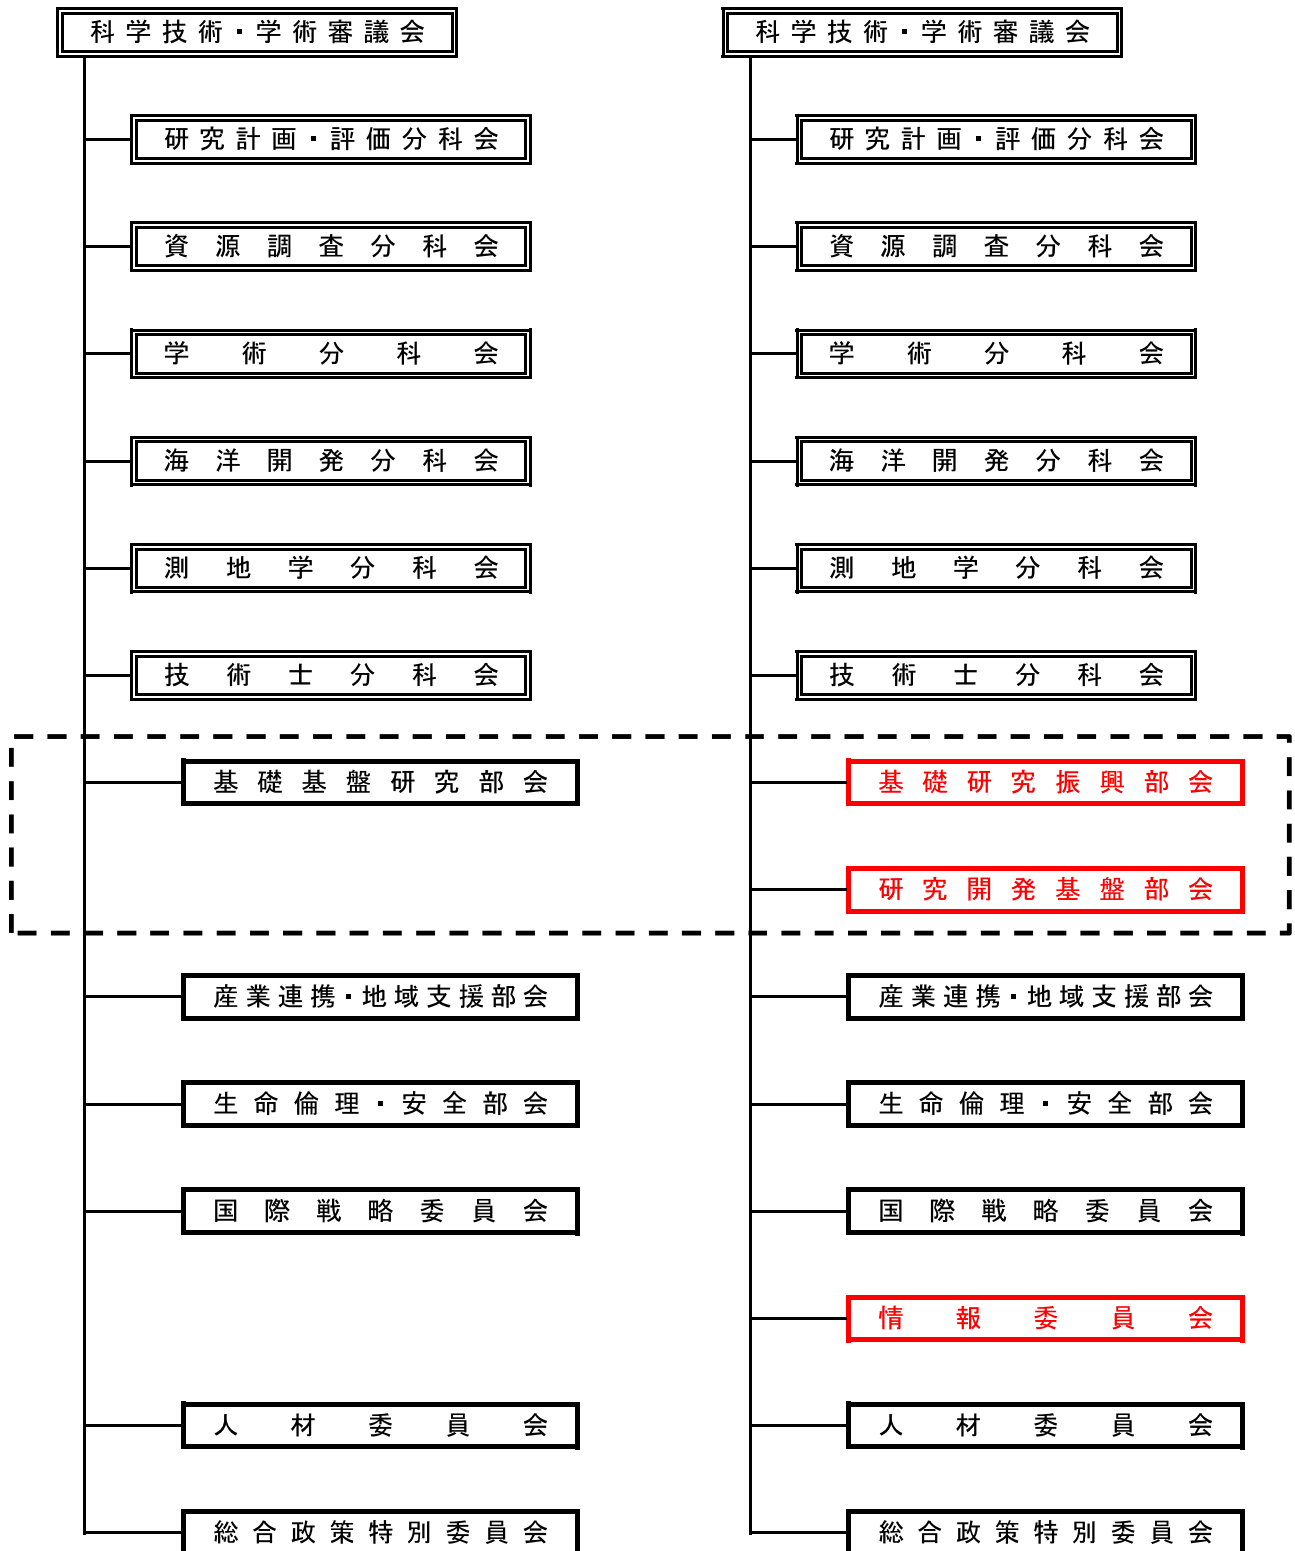 科学技術・学術審議会
研究計画・評価分科会
資源調査分科会
学術分科会
海洋開発分科会
測地学分科会
技術士分科会
基礎基盤研究部会
産業連携・地域支援部会
生命倫理・安全部会
国際戦略委員会
人材委員会
総合政策特別委員会
科学技術・学術審議会
研究計画・評価分科会
資源調査分科会
学術分科会
海洋開発分科会
測地学分科会
技術士分科会
基礎研究振興部会
研究開発基盤部会
産業連携・地域支援部会
生命倫理・安全部会
国際戦略委員会
情報委員会
人材委員会
総合政策特別委員会